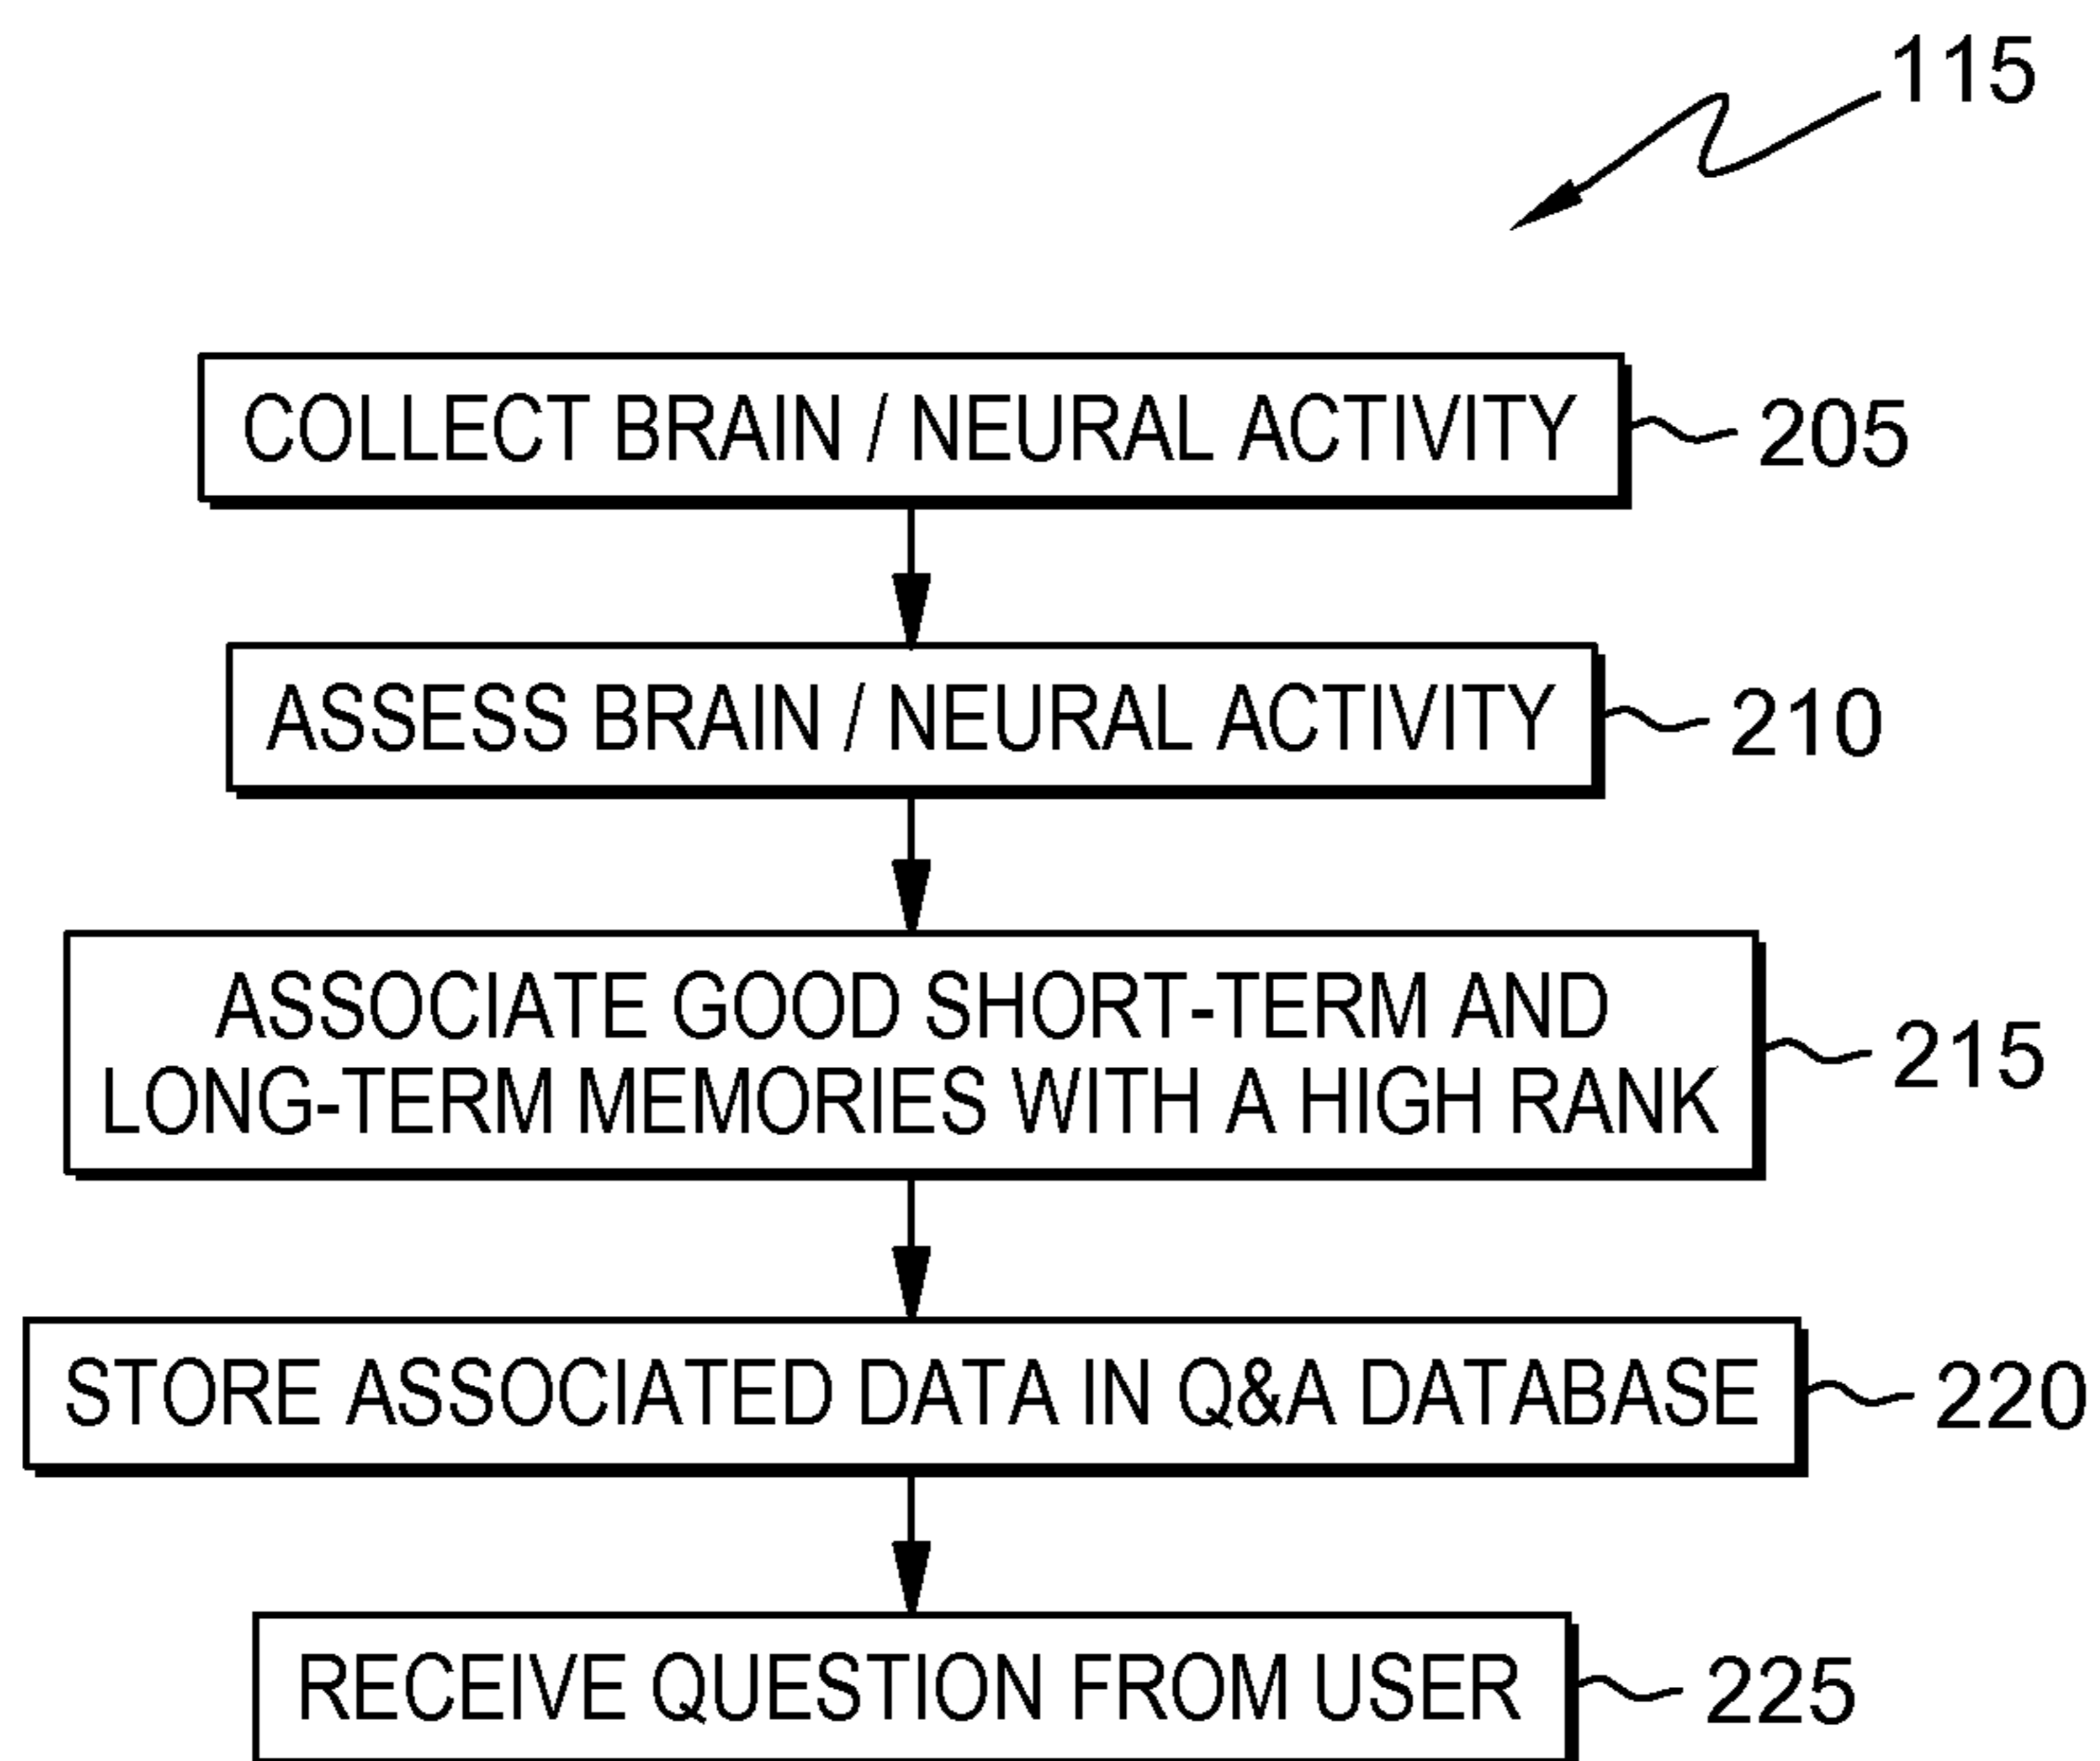 115
COLLECT BRAIN / NEURAL ACTIVITY 205
ASSESS BRAIN / NEURAL ACTIVITY 210
ASSOCIATE GOOD SHORT-TERM AND
LONG-TERM MEMORIES WITH A HIGH RANK 215
STORE ASSOCIATED DATA IN Q&A DATABASE 220
RECEIVE QUESTION FROM USER 225